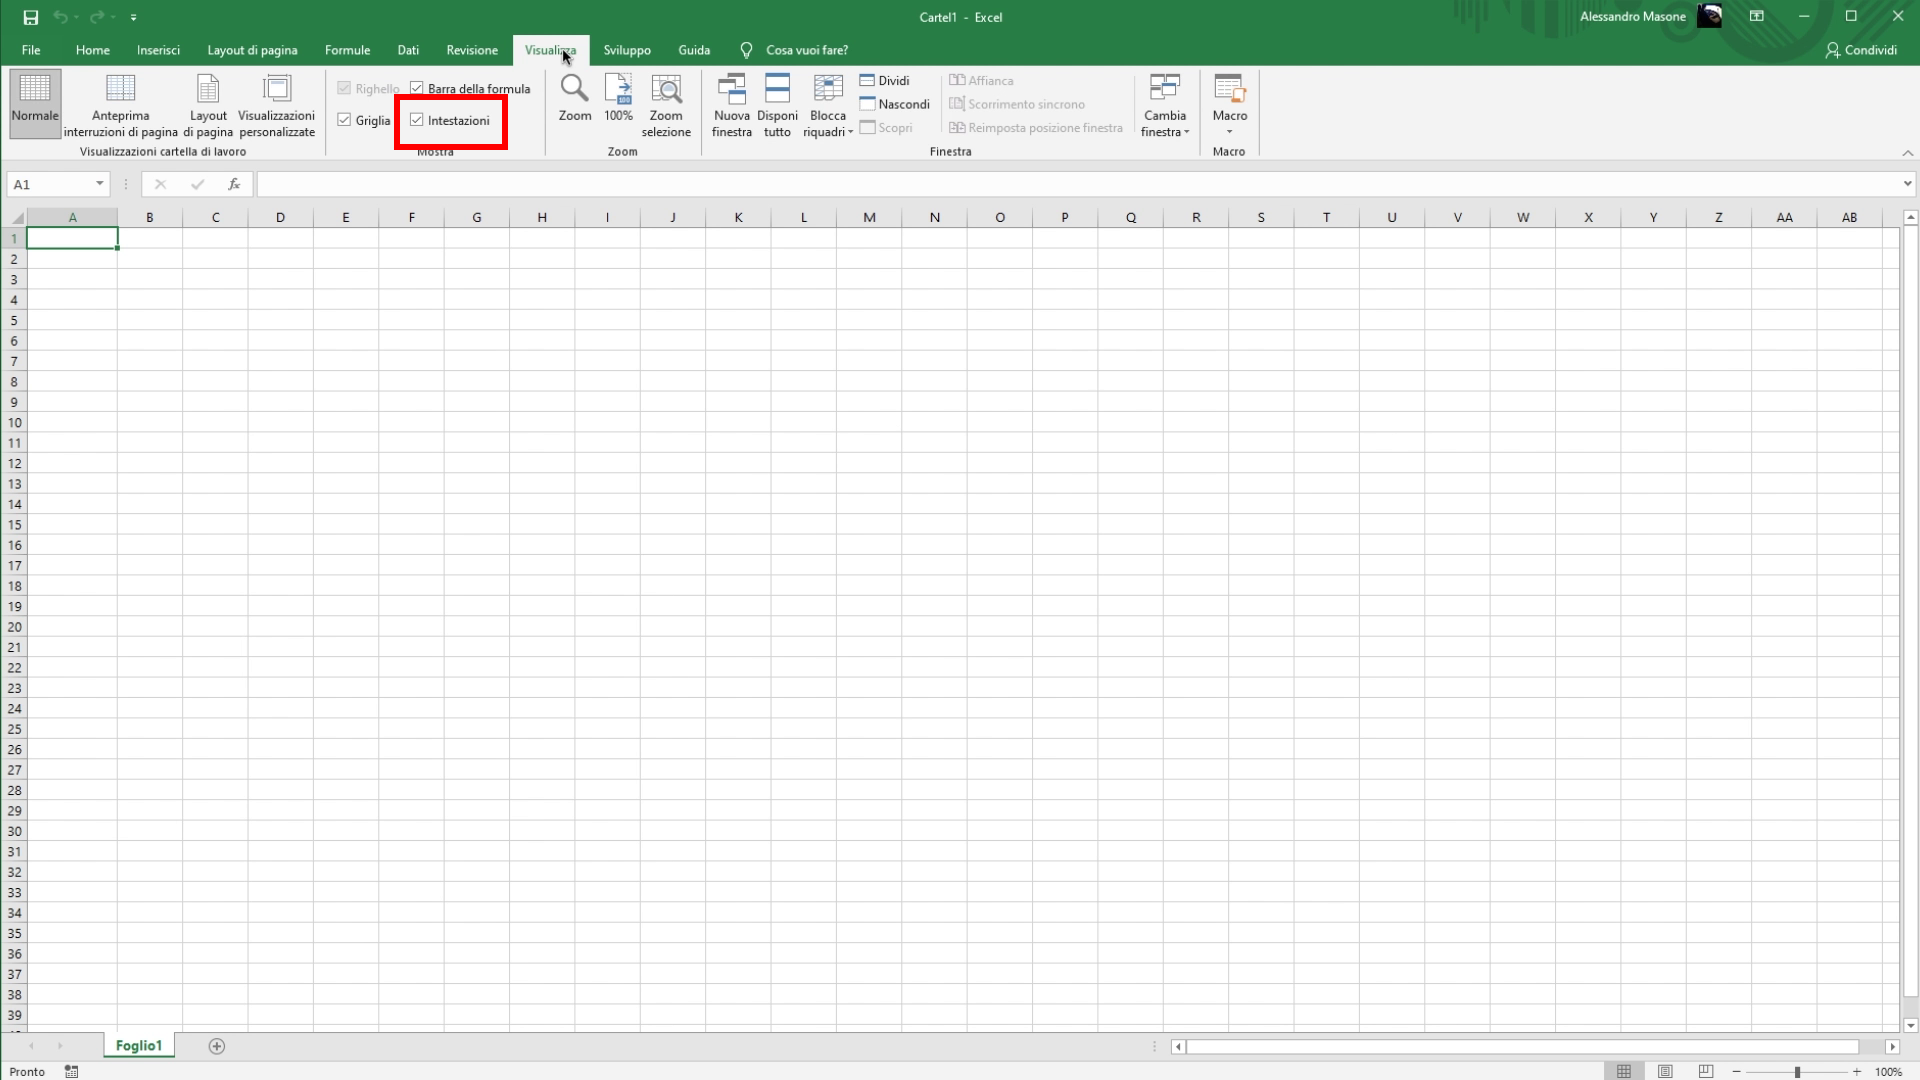 Cartel1 - Excel
Alessandro Masone
File Home Inserisci Layout di pagina Formule Dati Revisione Visualizza Sviluppo Guida Cosa vuoi fare? Condividi
Normale
Anteprima
interruzioni di pagina
Layout
di pagina
Visualizzazioni
personalizzate
Visualizzazioni cartella di lavoro
Righello
Barra della formula
Griglia
Intestazioni
Mostra
Zoom
100%
100
Zoom
selezione
Zoom
Nuova
finestra
Disponi
tutto
Blocca
riquadri
Dividi
Nascondi
Scopri
Affianca
Scorrimento sincrono
Reimposta posizione finestra
Cambia
finestra
Finestra
Macro
Macro
A1
fx
A B C D E F G H I J K L M N O P Q R S T U V W X Y Z AA AB
1
2
3
4
5
6
7
8
9
10
11
12
13
14
15
16
17
18
19
20
21
22
23
24
25
26
27
28
29
30
31
32
33
34
35
36
37
38
39
Foglio1
Pronto
100%